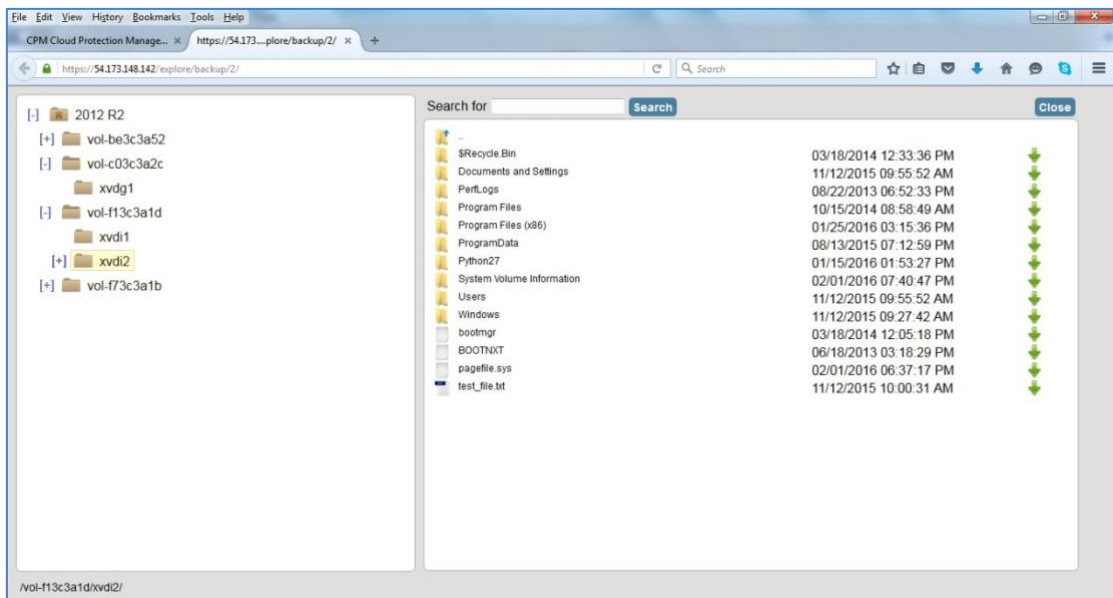 File Edit View History Bookmarks Tools Help
CPM Cloud Protection Manage... × https://54.173....plore/backup/2/ × +
https://54.173.148.142/explore/backup/2/ Search
Search for Search Close
[-] 2012 R2
[+] vol-be3c3a52
[-] vol-c03c3a2c
xvdg1
[-] vol-f13c3a1d
xvdi1
[+] xvdi2
[+] vol-f73c3a1b
..
$Recycle.Bin 03/18/2014 12:33:36 PM
Documents and Settings 11/12/2015 09:55:52 AM
PerfLogs 08/22/2013 06:52:33 PM
Program Files 10/15/2014 08:58:49 AM
Program Files (x86) 01/25/2016 03:15:36 PM
ProgramData 08/13/2015 07:12:59 PM
Python27 01/15/2016 01:53:27 PM
System Volume Information 02/01/2016 07:40:47 PM
Users 11/12/2015 09:55:52 AM
Windows 11/12/2015 09:27:42 AM
bootmgr 03/18/2014 12:05:18 PM
BOOTNXT 06/18/2013 03:18:29 PM
pagefile.sys 02/01/2016 06:37:17 PM
test_file.txt 11/12/2015 10:00:31 AM
/vol-f13c3a1d/xvdi2/